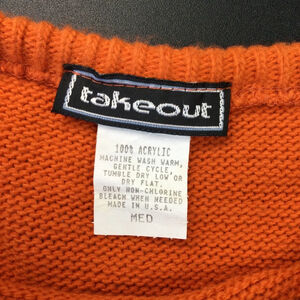 takeout
100% ACRYLIC
MACHINE WASH WARM,
GENTLE CYCLE,
TUMBLE DRY LOW OR
DRY FLAT.
ONLY NON-CHLORINE
BLEACH WHEN NEEDED
MADE IN U.S.A.
MED